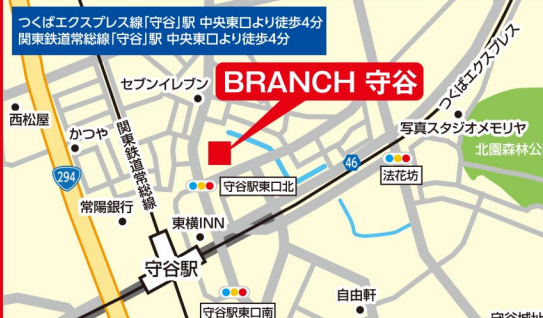 つくばエクスプレス線「守谷」駅 中央東口より徒歩4分
関東鉄道常総線「守谷」駅 中央東口より徒歩4分
セブンイレブン
BRANCH 守谷
つくばエクスプレス
西松屋
かつや
関東鉄道常総線
写真スタジオメモリヤ
北園森林公
46
294
守谷駅東口北
法花坊
常陽銀行
東横INN
守谷駅
自由軒
守谷駅東口南
守谷城址